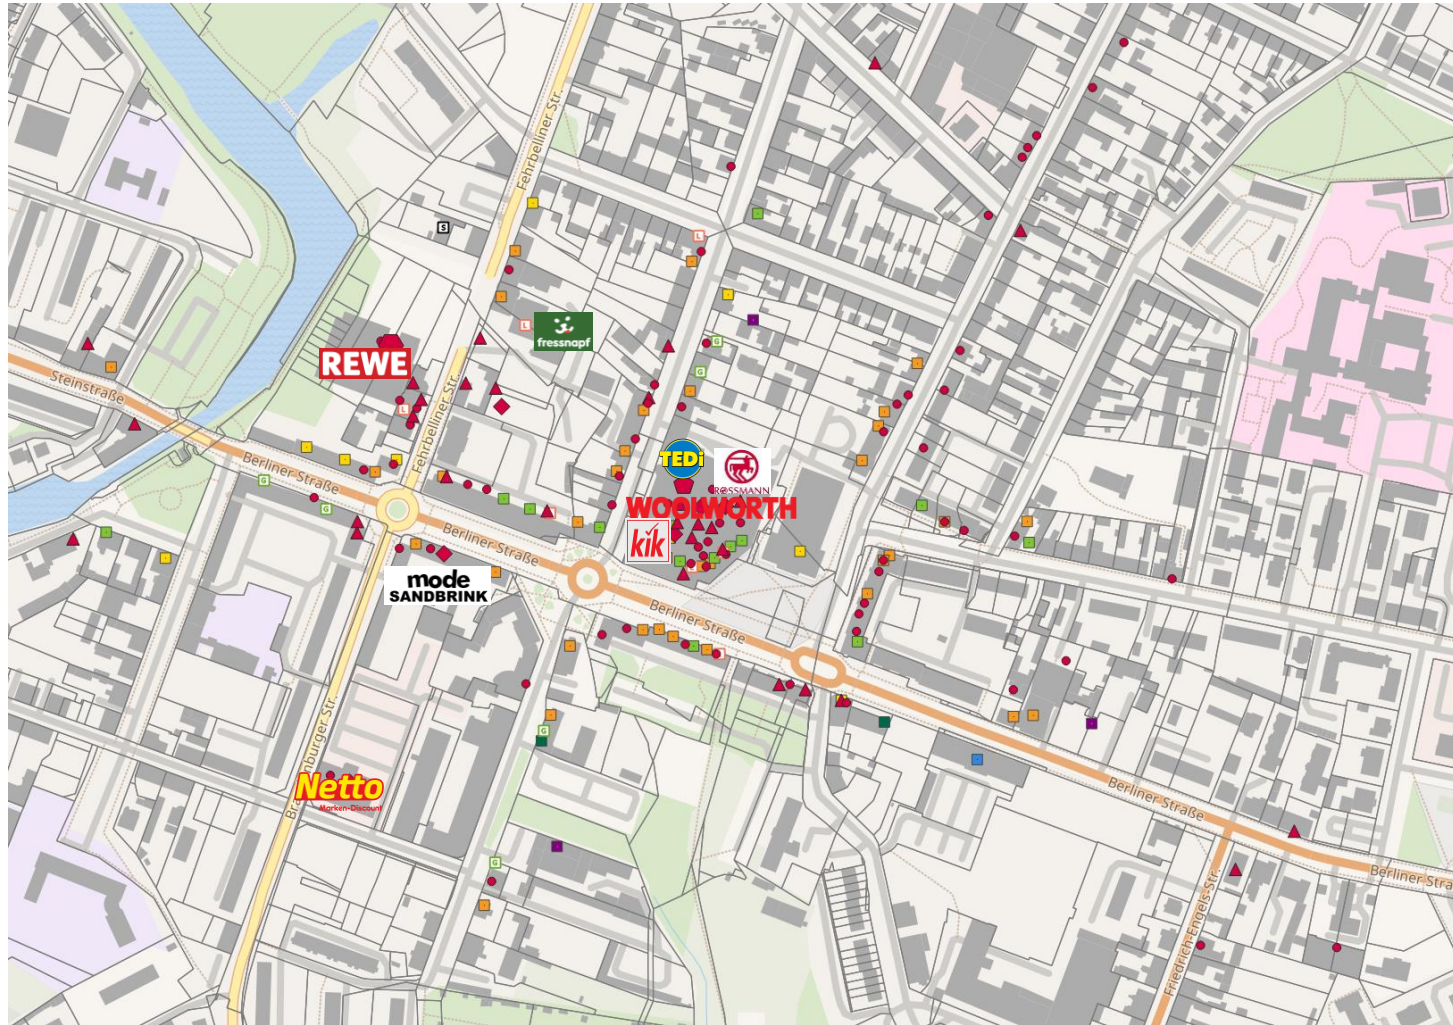 Fehrbelliner Str.
S
L
L
fressnapf
G
REWE
G
Steinstraße
L
Fehrbelliner Str.
Berliner Straße
G
G
TEDi
ROSSMANN
WOOLWORTH
kik
Berliner Straße
mode
SANDBRINK
Berliner Straße
Brandenburger Str.
G
Netto
Marken-Discount
Berliner Straße
G
Berliner Stra
Friedrich-Engels-Str.